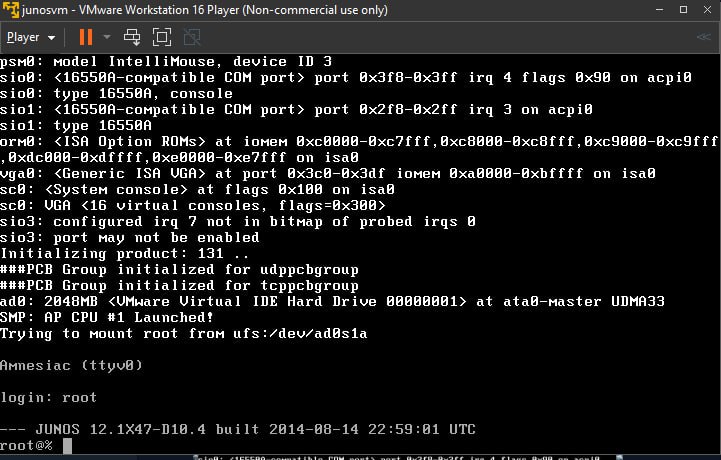 junosvm - VMware Workstation 16 Player (Non-commercial use only)
Player
psm0: model IntelliMouse, device ID 3
sio0: <16550A-compatible COM port> port 0x3f8-0x3ff irq 4 flags 0x90 on acpi0
sio0: type 16550A, console
sio1: <16550A-compatible COM port> port 0x2f8-0x2ff irq 3 on acpi0
sio1: type 16550A
orm0: <ISA Option ROMs> at iomem 0xc0000-0xc7fff,0xc8000-0xc8fff,0xc9000-0xc9fff
,0xdc000-0xdffff,0xe0000-0xe7fff on isa0
vga0: <Generic ISA VGA> at port 0x3c0-0x3df iomem 0xa0000-0xbffff on isa0
sc0: <System console> at flags 0x100 on isa0
sc0: VGA <16 virtual consoles, flags=0x300>
sio3: configured irq 7 not in bitmap of probed irqs 0
sio3: port may not be enabled
Initializing product: 131 ..
###PCB Group initialized for udppcbgroup
###PCB Group initialized for tcppcbgroup
ad0: 2048MB <VMware Virtual IDE Hard Drive 00000001> at ata0-master UDMA33
SMP: AP CPU #1 Launched!
Trying to mount root from ufs:/dev/ad0s1a
Amnesiac (ttyv0)
login: root
--- JUNOS 12.1X47-D10.4 built 2014-08-14 22:59:01 UTC
root@%